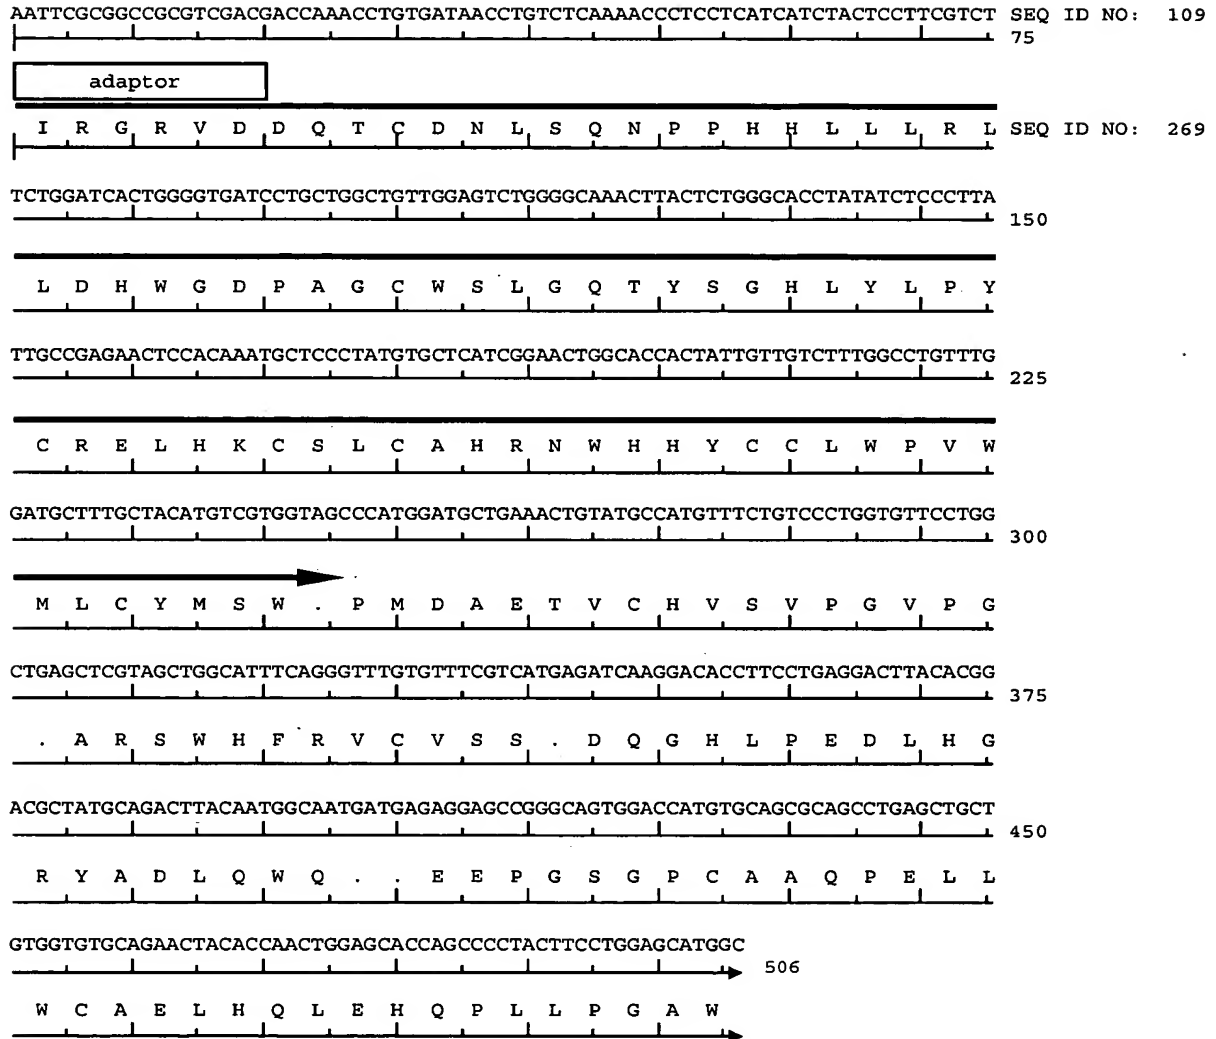 AATTCGCGGCCGCGTCGACGACCAAACCTGTGATAACCTGTCTCAAAACCCTCCTCATCATCTACTCCTTCGTCT SEQ ID NO: 109
75
adaptor
I R G R V D D Q T C D N L S Q N P P H H L L L R L SEQ ID NO: 269
TCTGGATCACTGGGGTGATCCTGCTGGCTGTTGGAGTCTGGGGCAAACTTACTCTGGGCACCTATATCTCCCTTA
150
L D H W G D P A G C W S L G Q T Y S G H L Y L P Y
TTGCCGAGAACTCCACAAATGCTCCCTATGTGCTCATCGGAACTGGCACCACTATTGTTGTCTTTGGCCTGTTTG
225
C R E L H K C S L C A H R N W H H Y C C L W P V W
GATGCTTTGCTACATGTCGTGGTAGCCCATGGATGCTGAAACTGTATGCCATGTTTCTGTCCCTGGTGTTCCTGG
300
M L C Y M S W . P M D A E T V C H V S V P G V P G
CTGAGCTCGTAGCTGGCATTTCAGGGTTTGTGTTTCGTCATGAGATCAAGGACACCTTCCTGAGGACTTACACGG
375
. A R S W H F R V C V S S . D Q G H L P E D L H G
ACGCTATGCAGACTTACAATGGCAATGATGAGAGGAGCCGGGCAGTGGACCATGTGCAGCGCAGCCTGAGCTGCT
450
R Y A D L Q W Q . . E E P G S G P C A A Q P E L L
GTGGTGTGCAGAACTACACCAACTGGAGCACCAGCCCCTACTTCCTGGAGCATGGC
506
W C A E L H Q L E H Q P L L P G A W